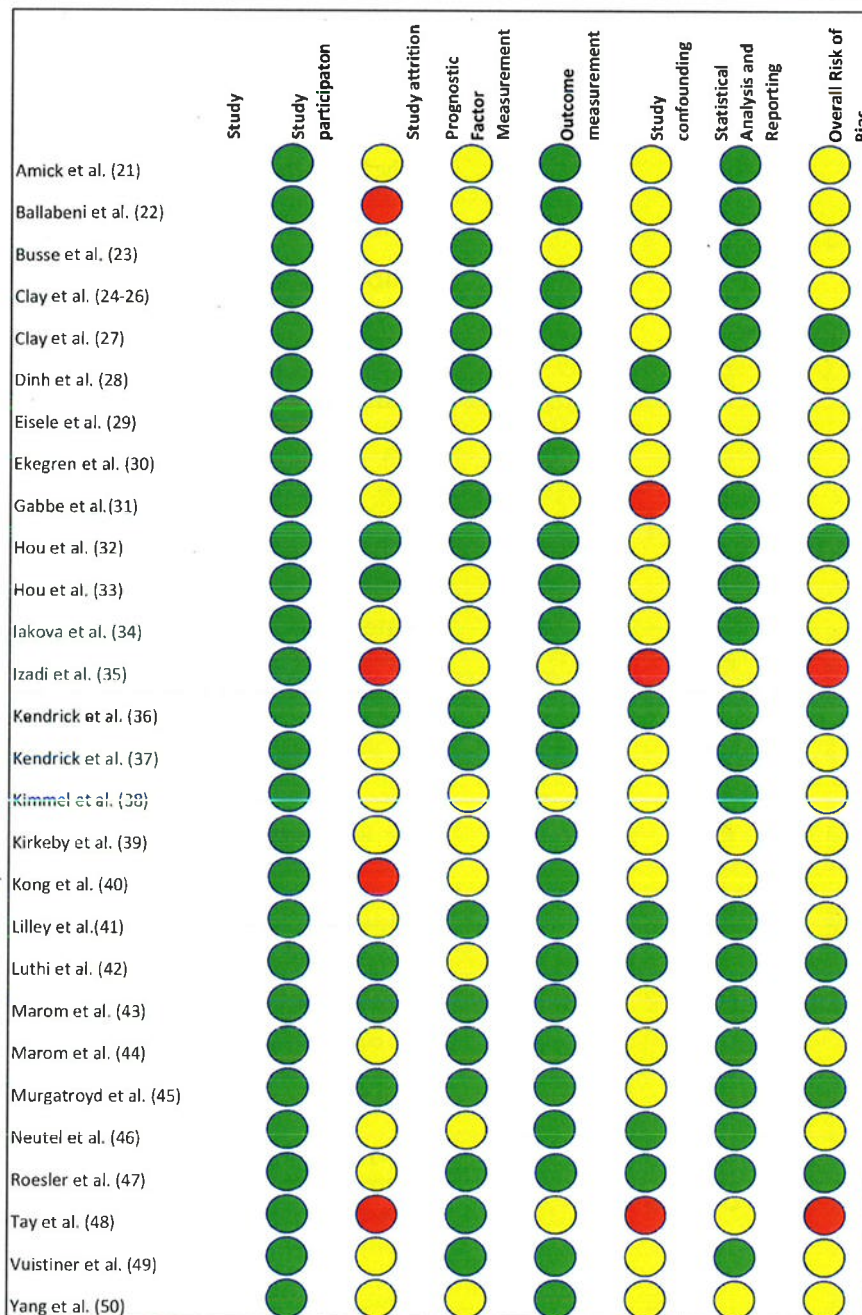 Study
Study
participaton
Study attrition
Prognostic
Factor
Measurement
Outcome
measurement
Study
confounding
Statistical
Analysis and
Reporting
Overall Risk of
Bias
Amick et al. (21)
Ballabeni et al. (22)
Busse et al. (23)
Clay et al. (24-26)
Clay et al. (27)
Dinh et al. (28)
Eisele et al. (29)
Ekegren et al. (30)
Gabbe et al.(31)
Hou et al. (32)
Hou et al. (33)
Iakova et al. (34)
Izadi et al. (35)
Kendrick et al. (36)
Kendrick et al. (37)
Kimmel et al. (38)
Kirkeby et al. (39)
Kong et al. (40)
Lilley et al.(41)
Luthi et al. (42)
Marom et al. (43)
Marom et al. (44)
Murgatroyd et al. (45)
Neutel et al. (46)
Roesler et al. (47)
Tay et al. (48)
Vuistiner et al. (49)
Yang et al. (50)